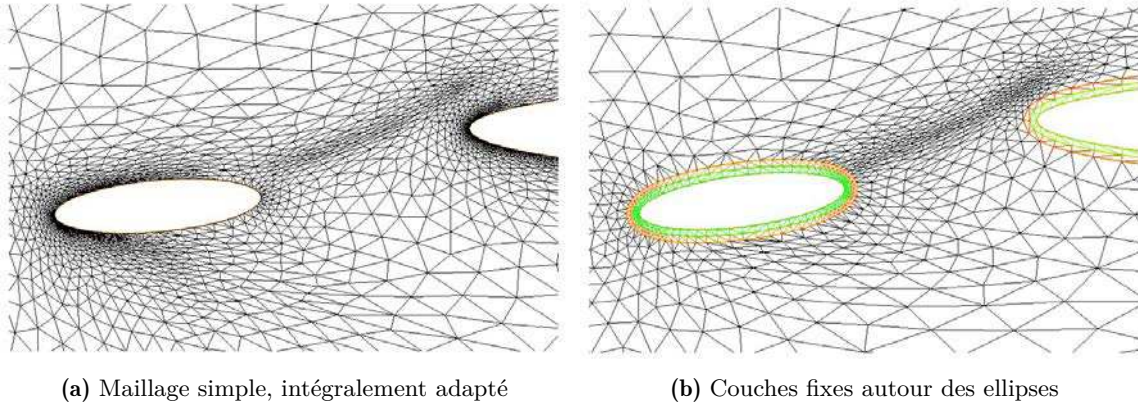 (a) Maillage simple, intégralement adapté
(b) Couches fixes autour des ellipses